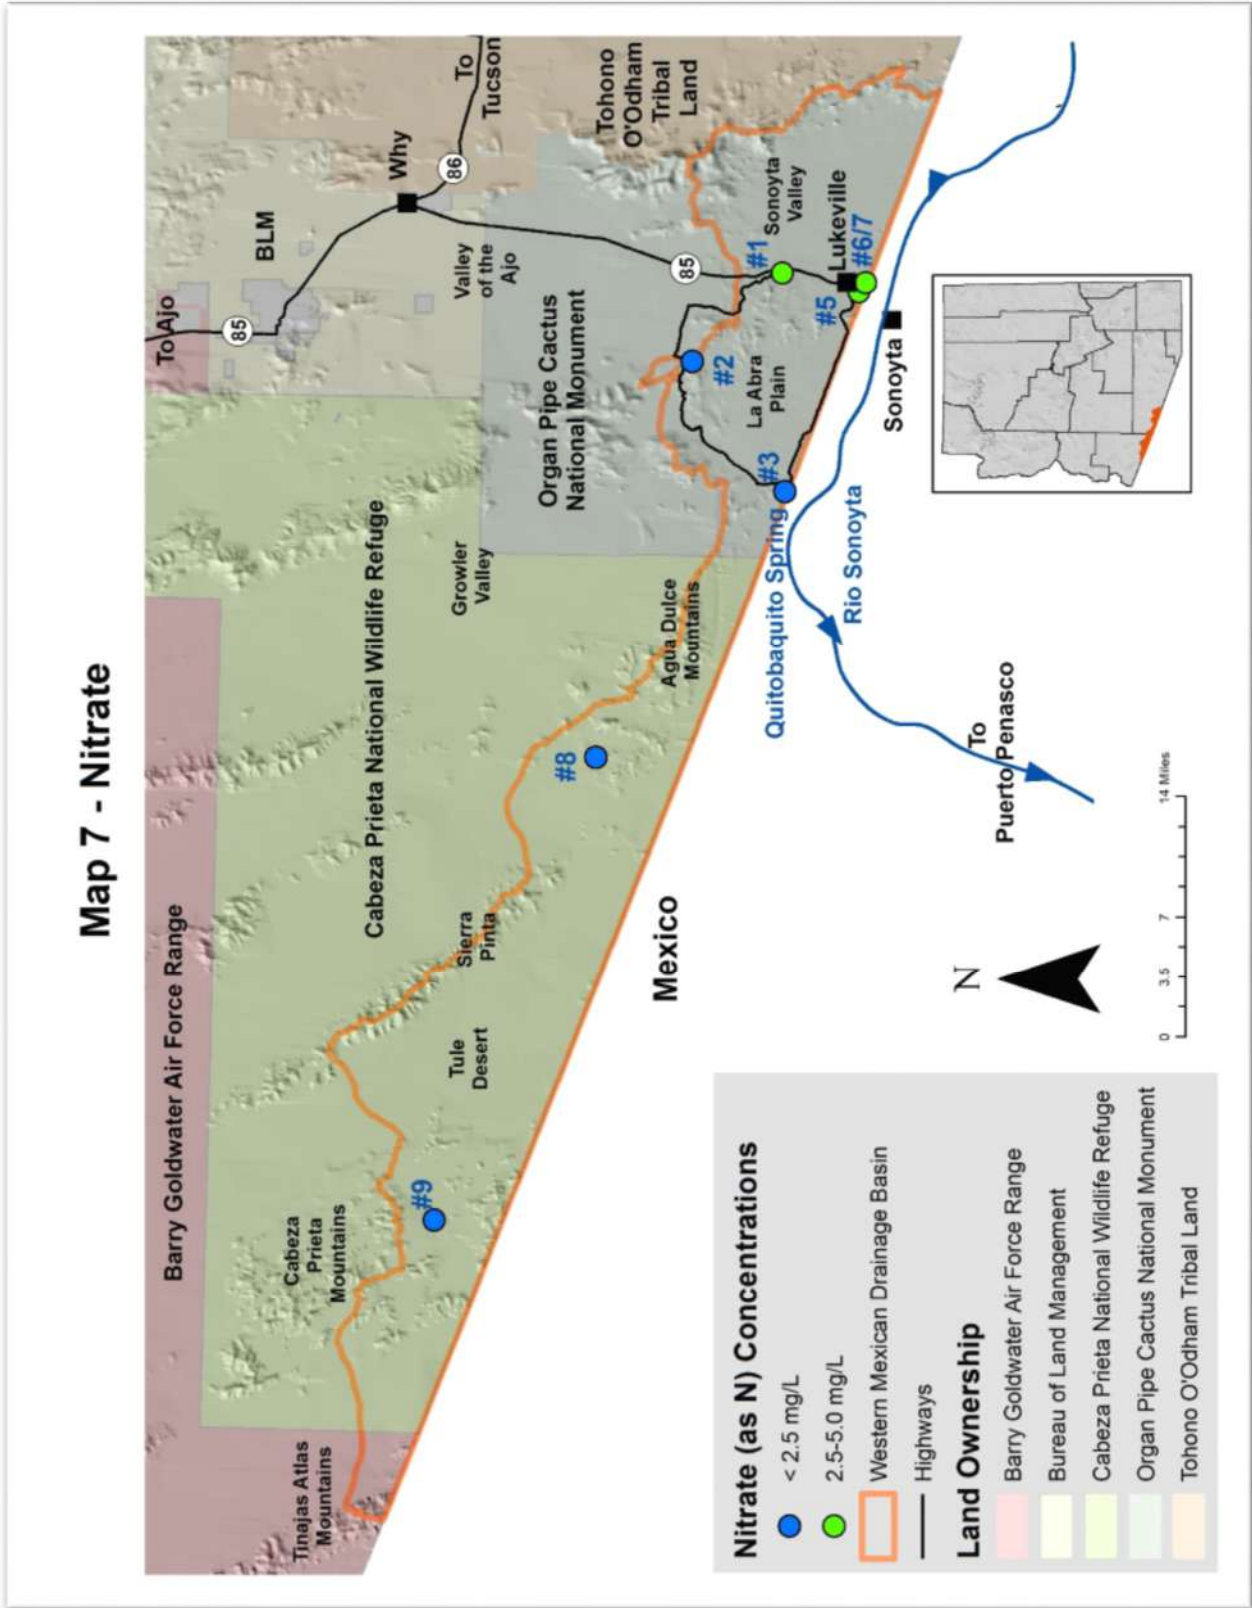 Map 7 - Nitrate
Barry Goldwater Air Force Range
To Ajo
85
BLM
Why
86
To
Tucson
Tohono
O'Odham
Tribal
Land
Cabeza Prieta National Wildlife Refuge
Valley
of the
Ajo
Growler
Valley
Organ Pipe Cactus
National Monument
85
#1
Sonoyta
Valley
#2
La Abra
Plain
#3
Lukeville
#5
#6/7
Quitobaquito Spring
Sonoyta
Rio Sonoyta
Agua Dulce
Mountains
#8
Sierra
Pinta
Tule
Desert
#9
Cabeza
Prieta
Mountains
Tinajas Atlas
Mountains
Mexico
To
Puerto Penasco
N
0 3.5 7 14 Miles
Nitrate (as N) Concentrations
< 2.5 mg/L
2.5-5.0 mg/L
Western Mexican Drainage Basin
Highways
Land Ownership
Barry Goldwater Air Force Range
Bureau of Land Management
Cabeza Prieta National Wildlife Refuge
Organ Pipe Cactus National Monument
Tohono O'Odham Tribal Land